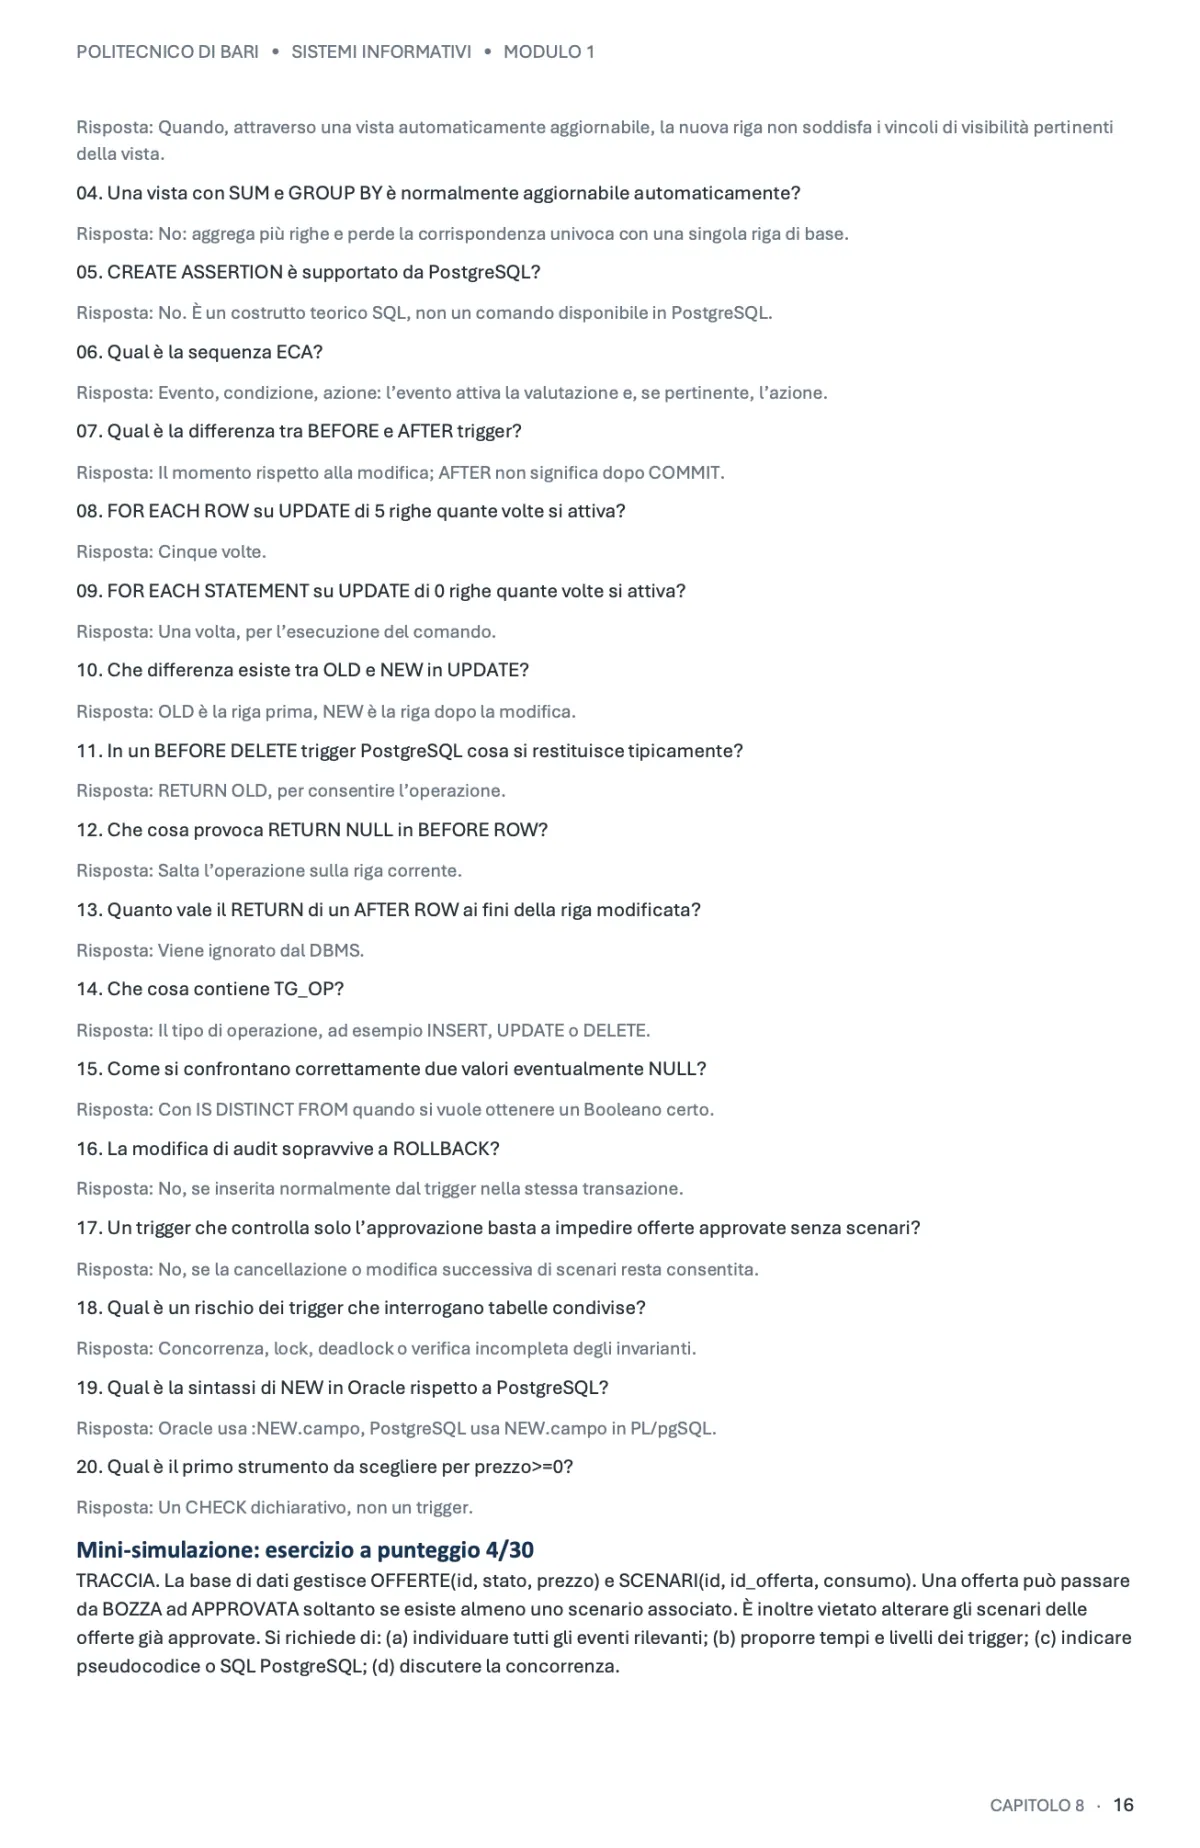 POLITECNICO DI BARI • SISTEMI INFORMATIVI • MODULO 1
Risposta: Quando, attraverso una vista automaticamente aggiornabile, la nuova riga non soddisfa i vincoli di visibilità pertinenti
della vista.
04. Una vista con SUM e GROUP BY è normalmente aggiornabile automaticamente?
Risposta: No: aggrega più righe e perde la corrispondenza univoca con una singola riga di base.
05. CREATE ASSERTION è supportato da PostgreSQL?
Risposta: No. È un costrutto teorico SQL, non un comando disponibile in PostgreSQL.
06. Qual è la sequenza ECA?
Risposta: Evento, condizione, azione: l’evento attiva la valutazione e, se pertinente, l’azione.
07. Qual è la differenza tra BEFORE e AFTER trigger?
Risposta: Il momento rispetto alla modifica; AFTER non significa dopo COMMIT.
08. FOR EACH ROW su UPDATE di 5 righe quante volte si attiva?
Risposta: Cinque volte.
09. FOR EACH STATEMENT su UPDATE di 0 righe quante volte si attiva?
Risposta: Una volta, per l’esecuzione del comando.
10. Che differenza esiste tra OLD e NEW in UPDATE?
Risposta: OLD è la riga prima, NEW è la riga dopo la modifica.
11. In un BEFORE DELETE trigger PostgreSQL cosa si restituisce tipicamente?
Risposta: RETURN OLD, per consentire l’operazione.
12. Che cosa provoca RETURN NULL in BEFORE ROW?
Risposta: Salta l’operazione sulla riga corrente.
13. Quanto vale il RETURN di un AFTER ROW ai fini della riga modificata?
Risposta: Viene ignorato dal DBMS.
14. Che cosa contiene TG_OP?
Risposta: Il tipo di operazione, ad esempio INSERT, UPDATE o DELETE.
15. Come si confrontano correttamente due valori eventualmente NULL?
Risposta: Con IS DISTINCT FROM quando si vuole ottenere un Booleano certo.
16. La modifica di audit sopravvive a ROLLBACK?
Risposta: No, se inserita normalmente dal trigger nella stessa transazione.
17. Un trigger che controlla solo l’approvazione basta a impedire offerte approvate senza scenari?
Risposta: No, se la cancellazione o modifica successiva di scenari resta consentita.
18. Qual è un rischio dei trigger che interrogano tabelle condivise?
Risposta: Concorrenza, lock, deadlock o verifica incompleta degli invarianti.
19. Qual è la sintassi di NEW in Oracle rispetto a PostgreSQL?
Risposta: Oracle usa :NEW.campo, PostgreSQL usa NEW.campo in PL/pgSQL.
20. Qual è il primo strumento da scegliere per prezzo>=0?
Risposta: Un CHECK dichiarativo, non un trigger.
Mini-simulazione: esercizio a punteggio 4/30
TRACCIA. La base di dati gestisce OFFERTE(id, stato, prezzo) e SCENARI(id, id_offerta, consumo). Una offerta può passare
da BOZZA ad APPROVATA soltanto se esiste almeno uno scenario associato. È inoltre vietato alterare gli scenari delle
offerte già approvate. Si richiede di: (a) individuare tutti gli eventi rilevanti; (b) proporre tempi e livelli dei trigger; (c) indicare
pseudocodice o SQL PostgreSQL; (d) discutere la concorrenza.
CAPITOLO 8 · 16